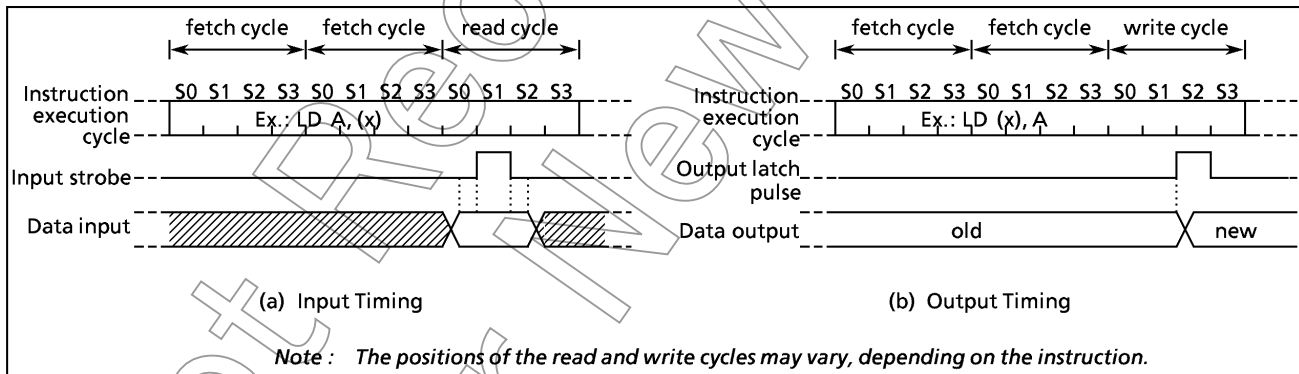 fetch cycle fetch cycle read cycle
S0 S1 S2 S3 S0 S1 S2 S3 S0 S1 S2 S3
Instruction
execution
cycle
Ex.: LD A, (x)
Input strobe
Data input
(a) Input Timing
fetch cycle fetch cycle write cycle
S0 S1 S2 S3 S0 S1 S2 S3 S0 S1 S2 S3
Instruction
execution
cycle
Ex.: LD (x), A
Output latch
pulse
Data output
old
new
(b) Output Timing
Note : The positions of the read and write cycles may vary, depending on the instruction.